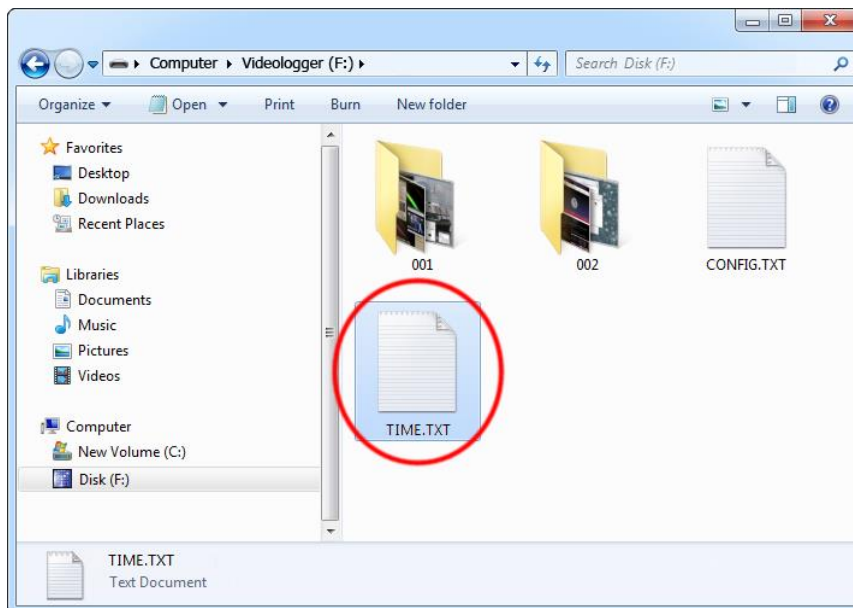 Computer Videologger (F:)
Search Disk (F:)
Organize Open Print Burn New folder
Favorites
Desktop
Downloads
Recent Places
Libraries
Documents
Music
Pictures
Videos
Computer
New Volume (C:)
Disk (F:)
001
002
CONFIG.TXT
TIME.TXT
TIME.TXT
Text Document